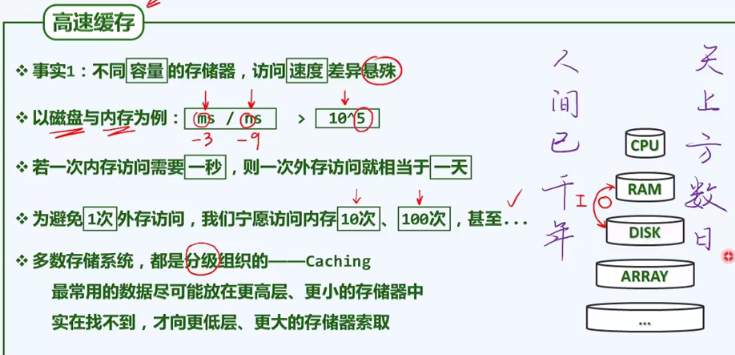 高速缓存
事实1：不同容量的存储器，访问速度差异悬殊
以磁盘与内存为例：ms / ns > 10^5
-3 -9
若一次内存访问需要一秒，则一次外存访问就相当于一天
为避免1次外存访问，我们宁愿访问内存10次、100次，甚至...
多数存储系统，都是分级组织的——Caching
最常用的数据尽可能放在更高层、更小的存储器中
实在找不到，才向更低层、更大的存储器索取
天上方数日
人间已千年
CPU
RAM
I O
DISK
ARRAY
...